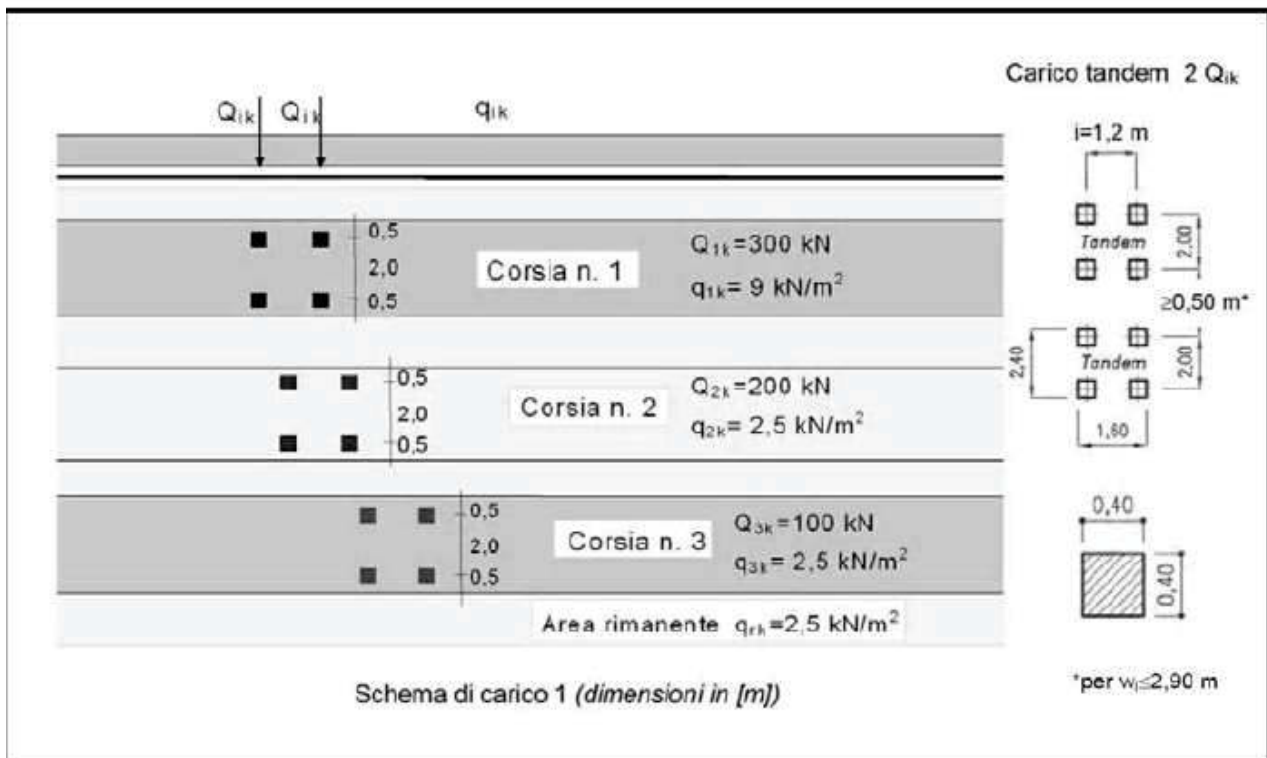 Carico tandem 2 Qik
Qik Qik qik
i=1,2 m
0,5
2,0
0,5
Corsia n. 1
Q1k=300 kN
q1k= 9 kN/m²
Tandem
2,00
≥0,50 m*
0,5
2,0
0,5
Corsia n. 2
Q2k=200 kN
q2k= 2,5 kN/m²
2,40
Tandem
2,00
1,60
0,5
2,0
0,5
Corsia n. 3
Q3k=100 kN
q3k= 2,5 kN/m²
0,40
0,40
Area rimanente qrk=2,5 kN/m²
Schema di carico 1 (dimensioni in [m])
*per wl≤2,90 m